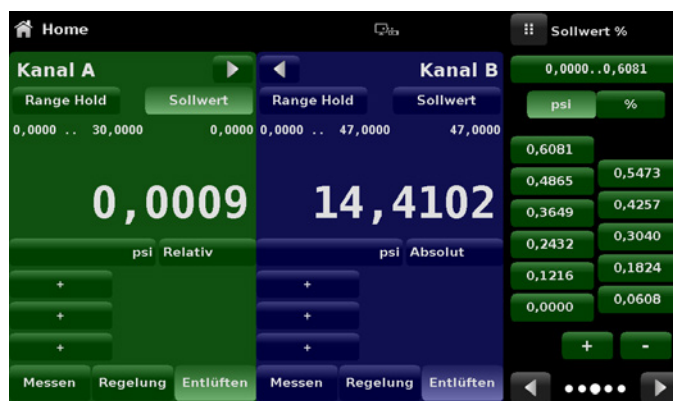 Home
Kanal A
Range Hold Sollwert
0,0000 .. 30,0000 0,0000
0,0009
psi Relativ
+
+
+
Messen Regelung Entlüften
Kanal B
Range Hold Sollwert
0,0000 .. 47,0000 47,0000
14,4102
psi Absolut
+
+
+
Messen Regelung Entlüften
Sollwert %
0,0000..0,6081
psi %
0,6081
0,5473
0,4865
0,4257
0,3649
0,3040
0,2432
0,1824
0,1216
0,0608
0,0000
+ -